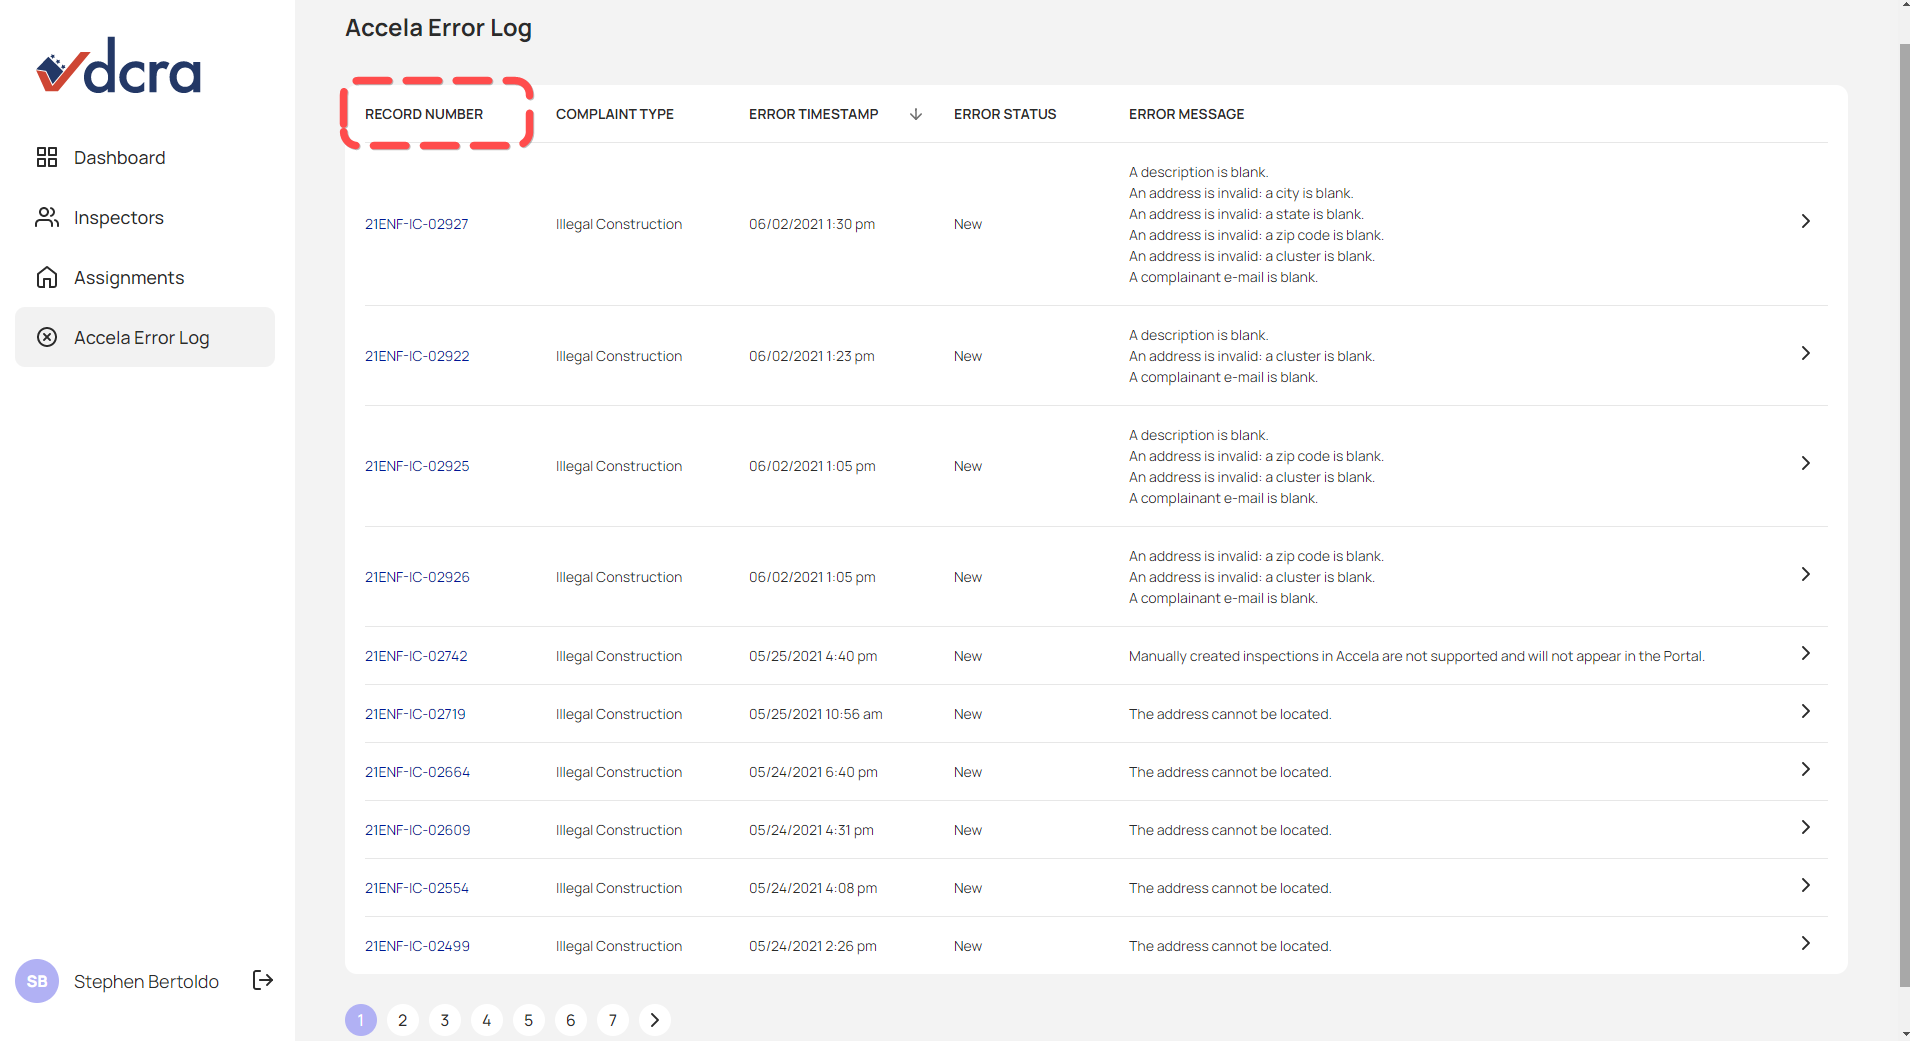 dcra
Dashboard
Inspectors
Assignments
Accela Error Log
SB Stephen Bertoldo
Accela Error Log
RECORD NUMBER COMPLAINT TYPE ERROR TIMESTAMP ERROR STATUS ERROR MESSAGE
21ENF-IC-02927 Illegal Construction 06/02/2021 1:30 pm New
A description is blank.
An address is invalid: a city is blank.
An address is invalid: a state is blank.
An address is invalid: a zip code is blank.
An address is invalid: a cluster is blank.
A complainant e-mail is blank.
21ENF-IC-02922 Illegal Construction 06/02/2021 1:23 pm New
A description is blank.
An address is invalid: a cluster is blank.
A complainant e-mail is blank.
21ENF-IC-02925 Illegal Construction 06/02/2021 1:05 pm New
A description is blank.
An address is invalid: a zip code is blank.
An address is invalid: a cluster is blank.
A complainant e-mail is blank.
21ENF-IC-02926 Illegal Construction 06/02/2021 1:05 pm New
An address is invalid: a zip code is blank.
An address is invalid: a cluster is blank.
A complainant e-mail is blank.
21ENF-IC-02742 Illegal Construction 05/25/2021 4:40 pm New Manually created inspections in Accela are not supported and will not appear in the Portal.
21ENF-IC-02719 Illegal Construction 05/25/2021 10:56 am New The address cannot be located.
21ENF-IC-02664 Illegal Construction 05/24/2021 6:40 pm New The address cannot be located.
21ENF-IC-02609 Illegal Construction 05/24/2021 4:31 pm New The address cannot be located.
21ENF-IC-02554 Illegal Construction 05/24/2021 4:08 pm New The address cannot be located.
21ENF-IC-02499 Illegal Construction 05/24/2021 2:26 pm New The address cannot be located.
1 2 3 4 5 6 7